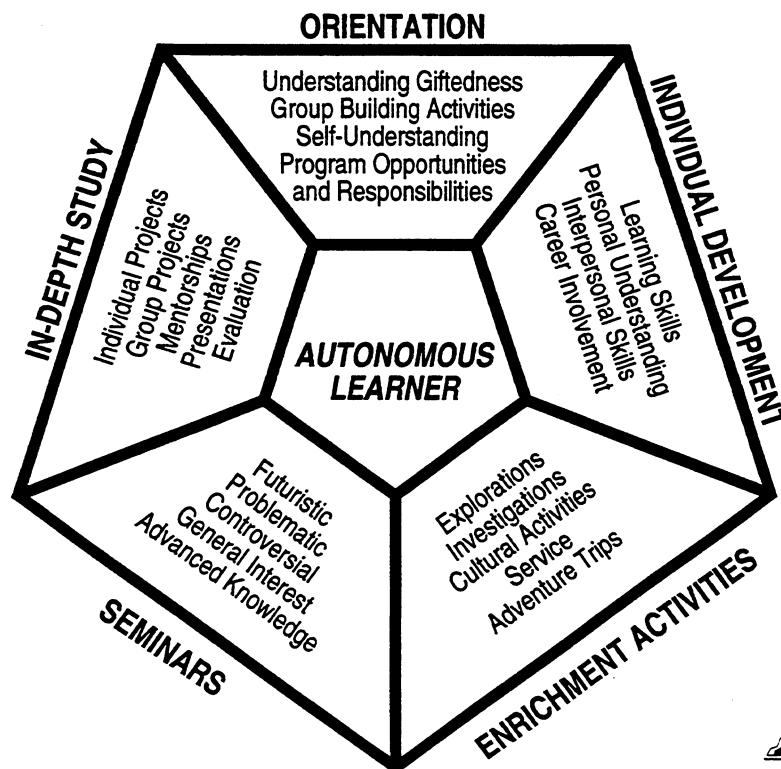 ORIENTATION
Understanding Giftedness
Group Building Activities
Self-Understanding
Program Opportunities
and Responsibilities
INDIVIDUAL DEVELOPMENT
Learning Skills
Personal Understanding
Interpersonal Skills
Career Involvement
ENRICHMENT ACTIVITIES
Explorations
Investigations
Cultural Activities
Service
Adventure Trips
SEMINARS
Futuristic
Problematic
Controversial
General Interest
Advanced Knowledge
IN-DEPTH STUDY
Individual Projects
Group Projects
Mentorships
Presentations
Evaluation
AUTONOMOUS
LEARNER